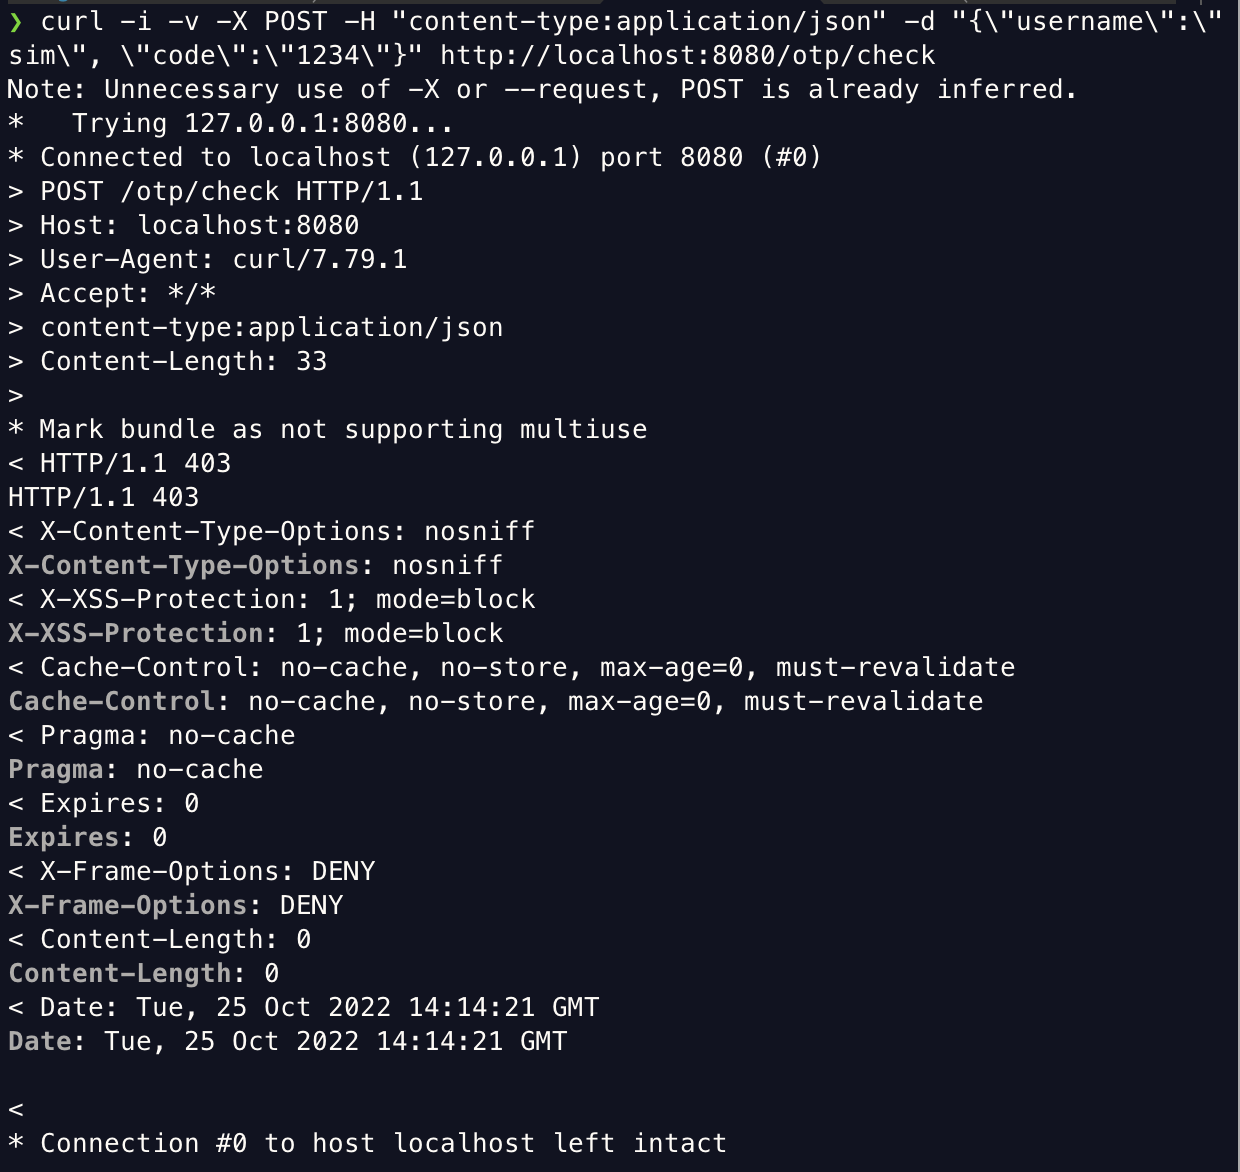 ❯ curl -i -v -X POST -H "content-type:application/json" -d "{\"username\":\"
sim\", \"code\":\"1234\"}" http://localhost:8080/otp/check
Note: Unnecessary use of -X or --request, POST is already inferred.
*   Trying 127.0.0.1:8080...
* Connected to localhost (127.0.0.1) port 8080 (#0)
> POST /otp/check HTTP/1.1
> Host: localhost:8080
> User-Agent: curl/7.79.1
> Accept: */*
> content-type:application/json
> Content-Length: 33
>
* Mark bundle as not supporting multiuse
< HTTP/1.1 403
HTTP/1.1 403
< X-Content-Type-Options: nosniff
X-Content-Type-Options: nosniff
< X-XSS-Protection: 1; mode=block
X-XSS-Protection: 1; mode=block
< Cache-Control: no-cache, no-store, max-age=0, must-revalidate
Cache-Control: no-cache, no-store, max-age=0, must-revalidate
< Pragma: no-cache
Pragma: no-cache
< Expires: 0
Expires: 0
< X-Frame-Options: DENY
X-Frame-Options: DENY
< Content-Length: 0
Content-Length: 0
< Date: Tue, 25 Oct 2022 14:14:21 GMT
Date: Tue, 25 Oct 2022 14:14:21 GMT

<
* Connection #0 to host localhost left intact